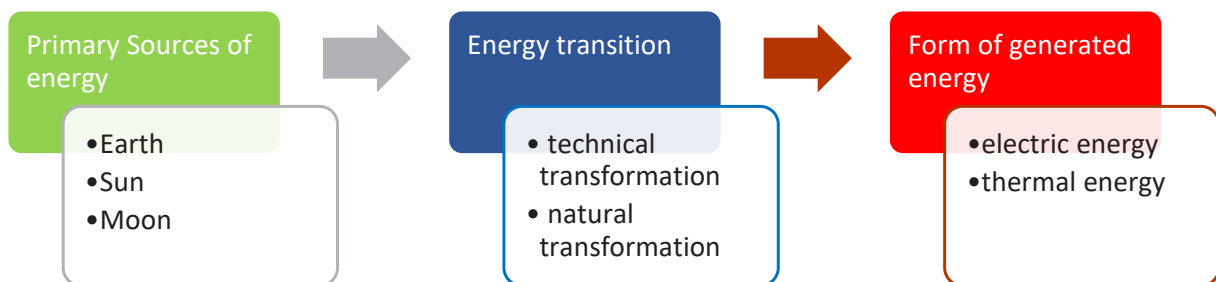 Primary Sources of
energy
•Earth
•Sun
•Moon
Energy transition
• technical
transformation
• natural
transformation
Form of generated
energy
•electric energy
•thermal energy